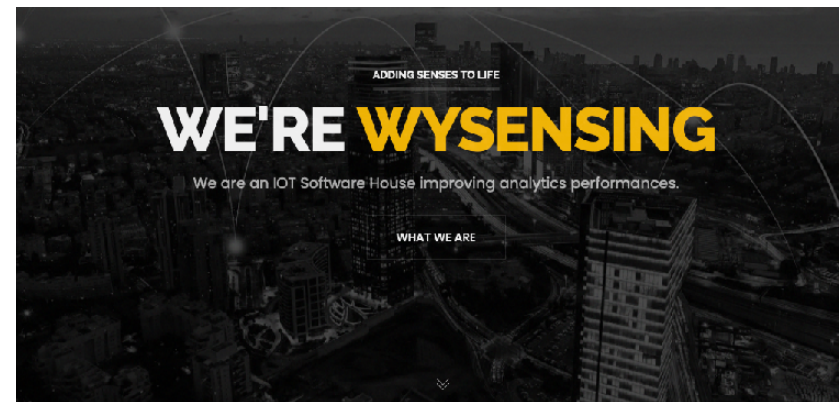 ADDING SENSES TO LIFE
WE'RE WYSENSING
We are an IOT Software House improving analytics performances.
WHAT WE ARE